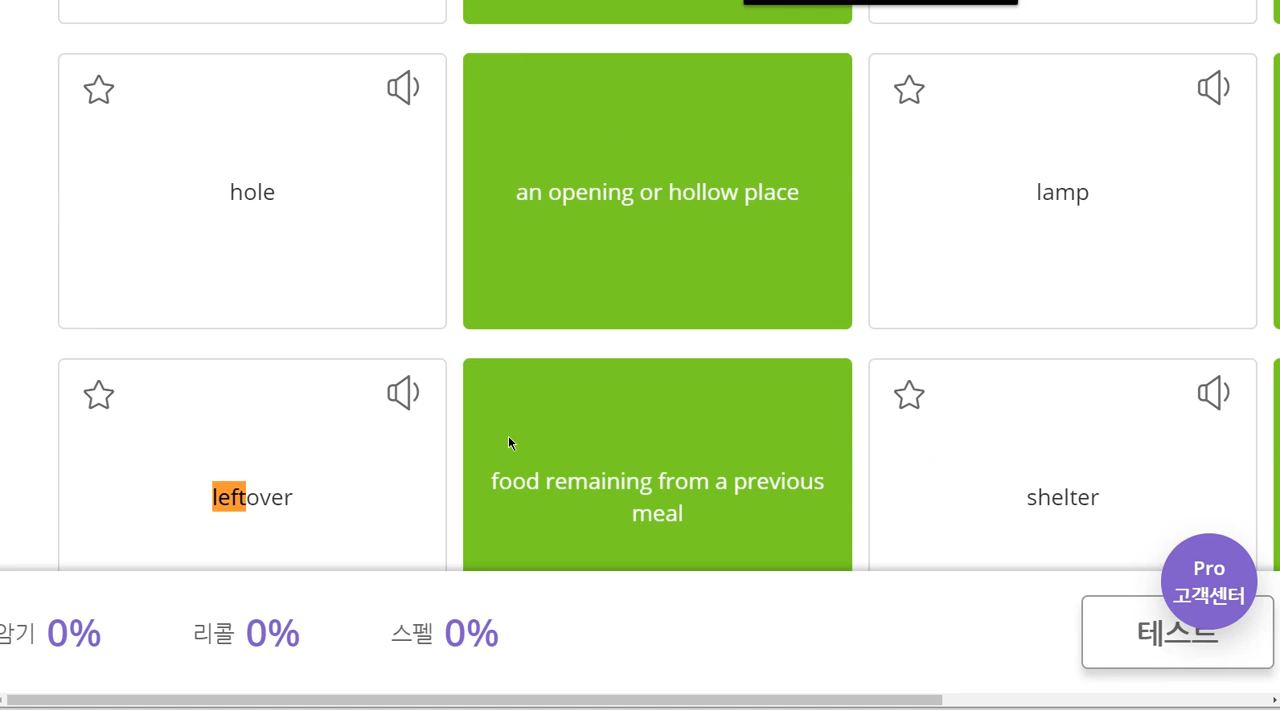 hole
an opening or hollow place
lamp
leftover
food remaining from a previous
meal
shelter
Pro
고객센터
암기 0%
리콜 0%
스펠 0%
테스트